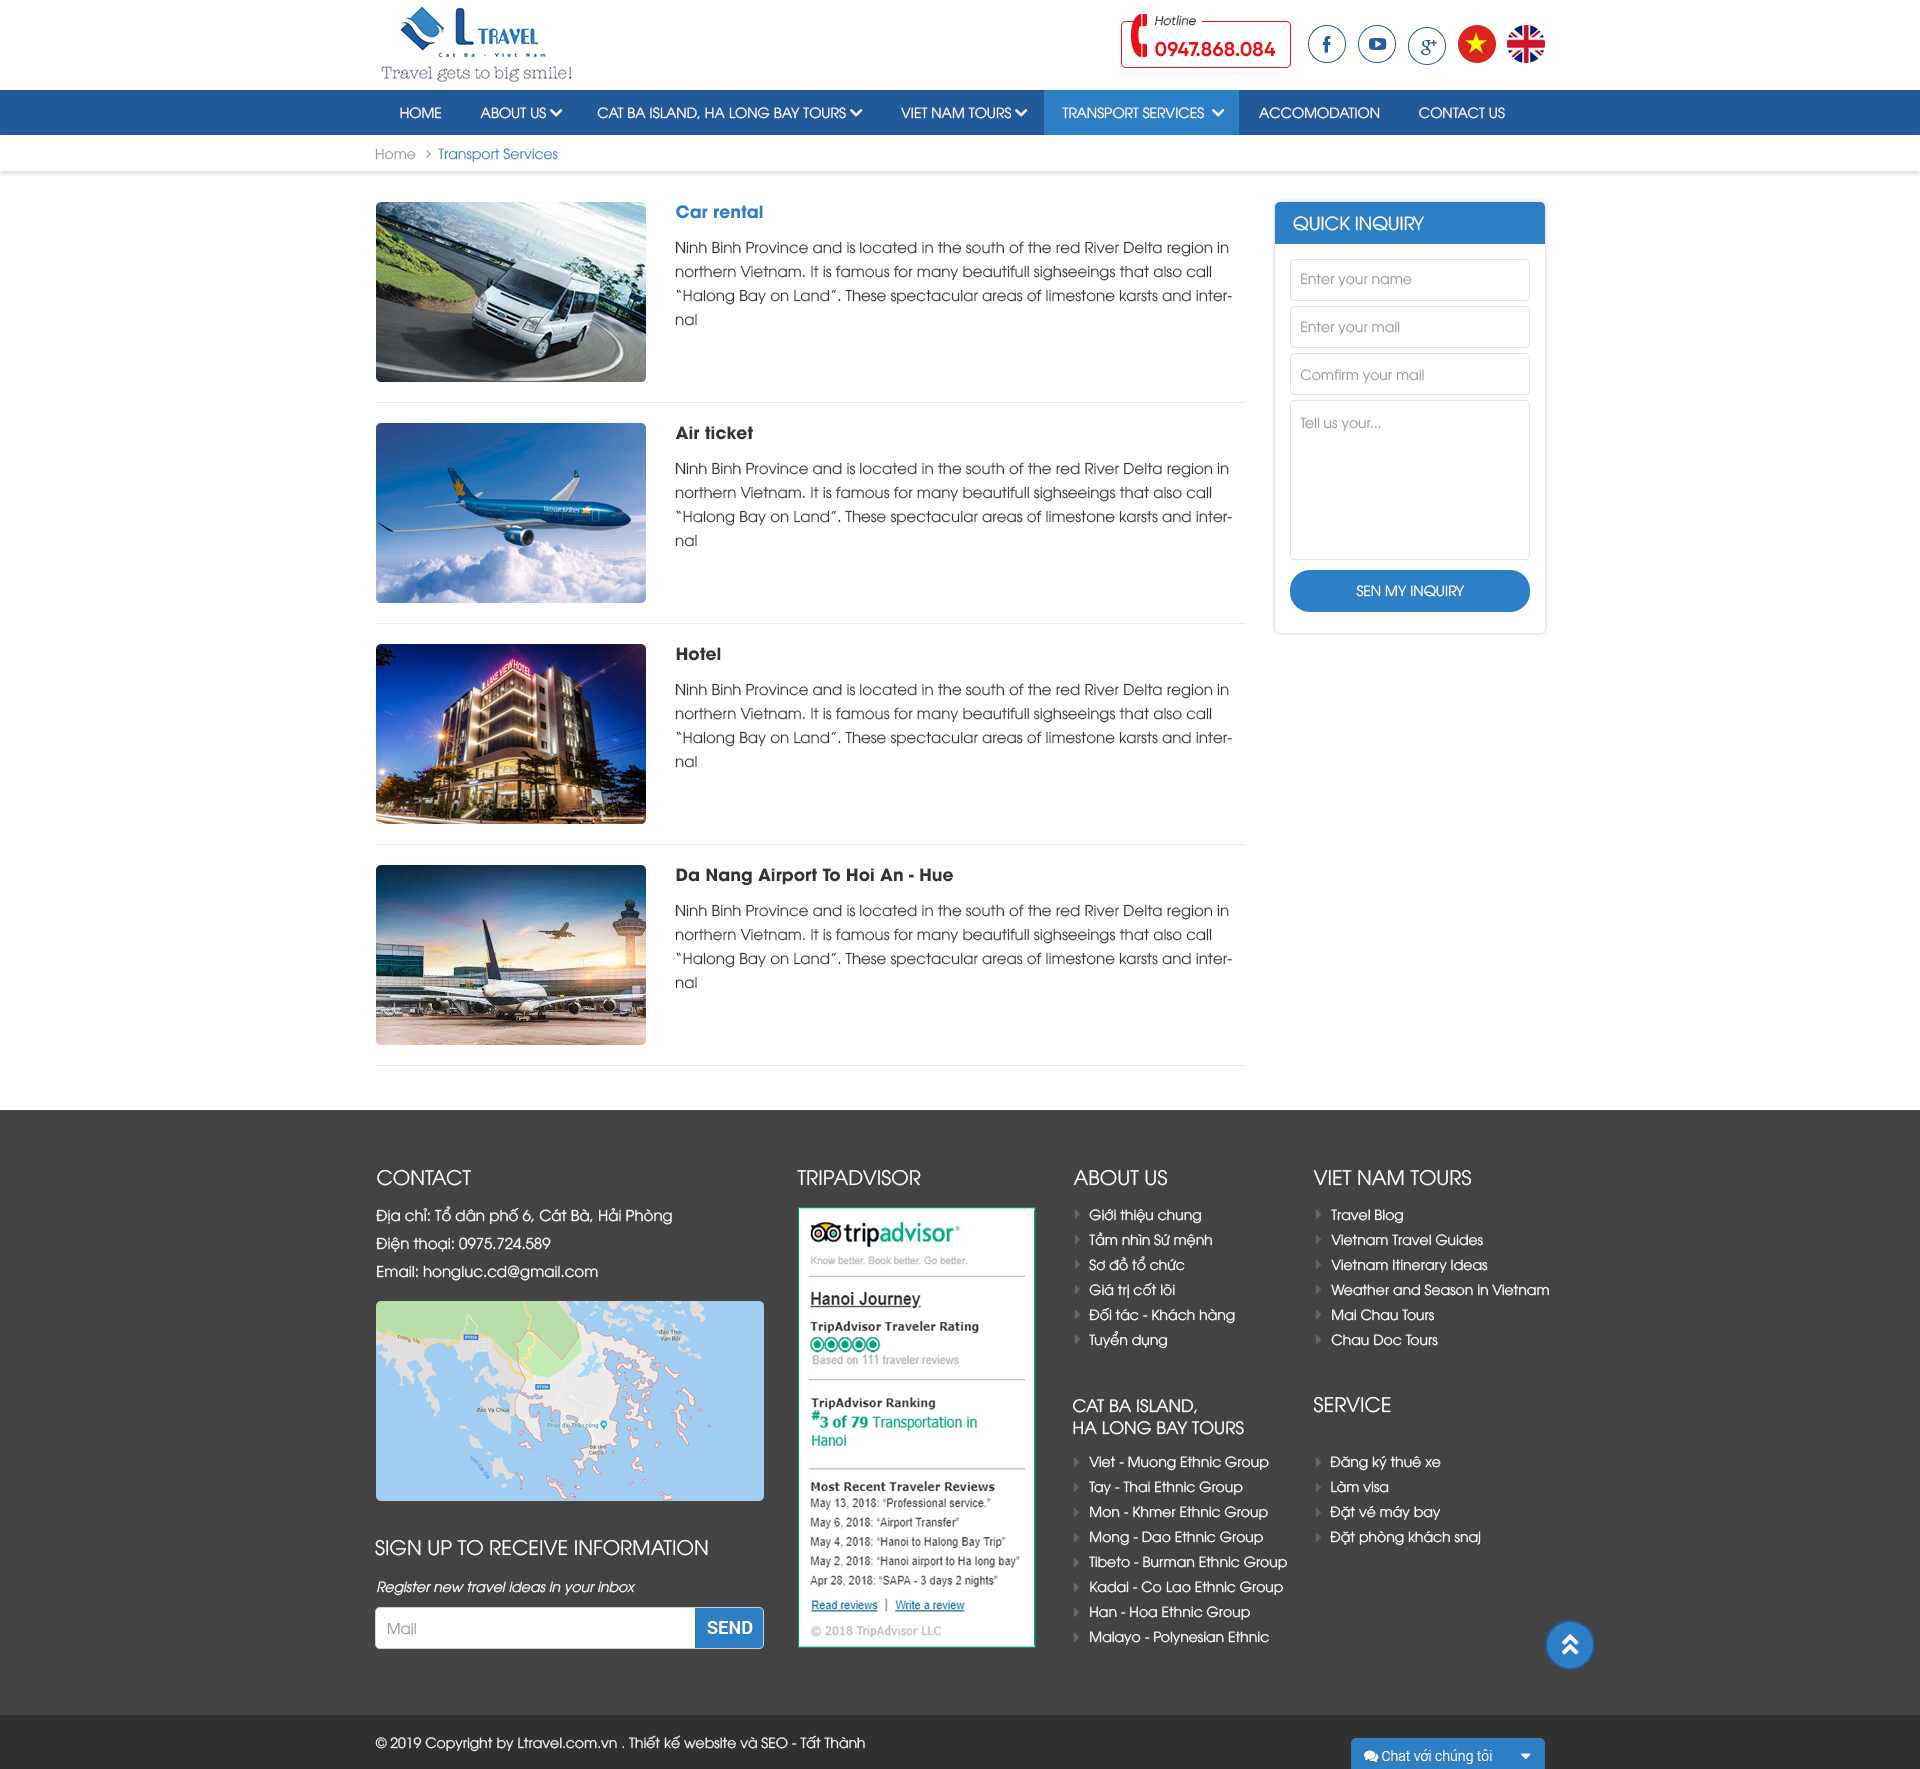 L TRAVEL
Cat Ba - Viet Nam
Travel gets to big smile!
Hotline
0947.868.084
HOME ABOUT US CAT BA ISLAND, HA LONG BAY TOURS VIET NAM TOURS TRANSPORT SERVICES ACCOMODATION CONTACT US
Home > Transport Services
Car rental
Ninh Binh Province and is located in the south of the red River Delta region in
northern Vietnam. It is famous for many beautifull sighseeings that also call
“Halong Bay on Land”. These spectacular areas of limestone karsts and inter-
nal
Air ticket
Ninh Binh Province and is located in the south of the red River Delta region in
northern Vietnam. It is famous for many beautifull sighseeings that also call
“Halong Bay on Land”. These spectacular areas of limestone karsts and inter-
nal
Vietnam Airlines
Hotel
Ninh Binh Province and is located in the south of the red River Delta region in
northern Vietnam. It is famous for many beautifull sighseeings that also call
“Halong Bay on Land”. These spectacular areas of limestone karsts and inter-
nal
LAKE VIEW HOTEL
Da Nang Airport To Hoi An - Hue
Ninh Binh Province and is located in the south of the red River Delta region in
northern Vietnam. It is famous for many beautifull sighseeings that also call
“Halong Bay on Land”. These spectacular areas of limestone karsts and inter-
nal
QUICK INQUIRY
Enter your name
Enter your mail
Comfirm your mail
Tell us your...
SEN MY INQUIRY
CONTACT
Địa chỉ: Tổ dân phố 6, Cát Bà, Hải Phòng
Điện thoại: 0975.724.589
Email: hongluc.cd@gmail.com
đảo Vạ Chua
Pháo đài Thần công
SIGN UP TO RECEIVE INFORMATION
Register new travel ideas in your inbox
Mail
SEND
TRIPADVISOR
tripadvisor
Know better. Book better. Go better.
Hanoi Journey
TripAdvisor Traveler Rating
Based on 111 traveler reviews
TripAdvisor Ranking
#3 of 79 Transportation in
Hanoi
Most Recent Traveler Reviews
May 13, 2018: “Professional service.”
May 6, 2018: “Airport Transfer”
May 4, 2018: “Hanoi to Halong Bay Trip”
May 2, 2018: “Hanoi airport to Ha long bay”
Apr 28, 2018: “SAPA - 3 days 2 nights”
Read reviews | Write a review
© 2018 TripAdvisor LLC
ABOUT US
Giới thiệu chung
Tầm nhìn Sứ mệnh
Sơ đồ tổ chức
Giá trị cốt lõi
Đối tác - Khách hàng
Tuyển dụng
VIET NAM TOURS
Travel Blog
Vietnam Travel Guides
Vietnam Itinerary Ideas
Weather and Season in Vietnam
Mai Chau Tours
Chau Doc Tours
CAT BA ISLAND,
HA LONG BAY TOURS
Viet - Muong Ethnic Group
Tay - Thai Ethnic Group
Mon - Khmer Ethnic Group
Mong - Dao Ethnic Group
Tibeto - Burman Ethnic Group
Kadai - Co Lao Ethnic Group
Han - Hoa Ethnic Group
Malayo - Polynesian Ethnic
SERVICE
Đăng ký thuê xe
Làm visa
Đặt vé máy bay
Đặt phòng khách snaj
© 2019 Copyright by Ltravel.com.vn . Thiết kế website và SEO - Tất Thành
Chat với chúng tôi